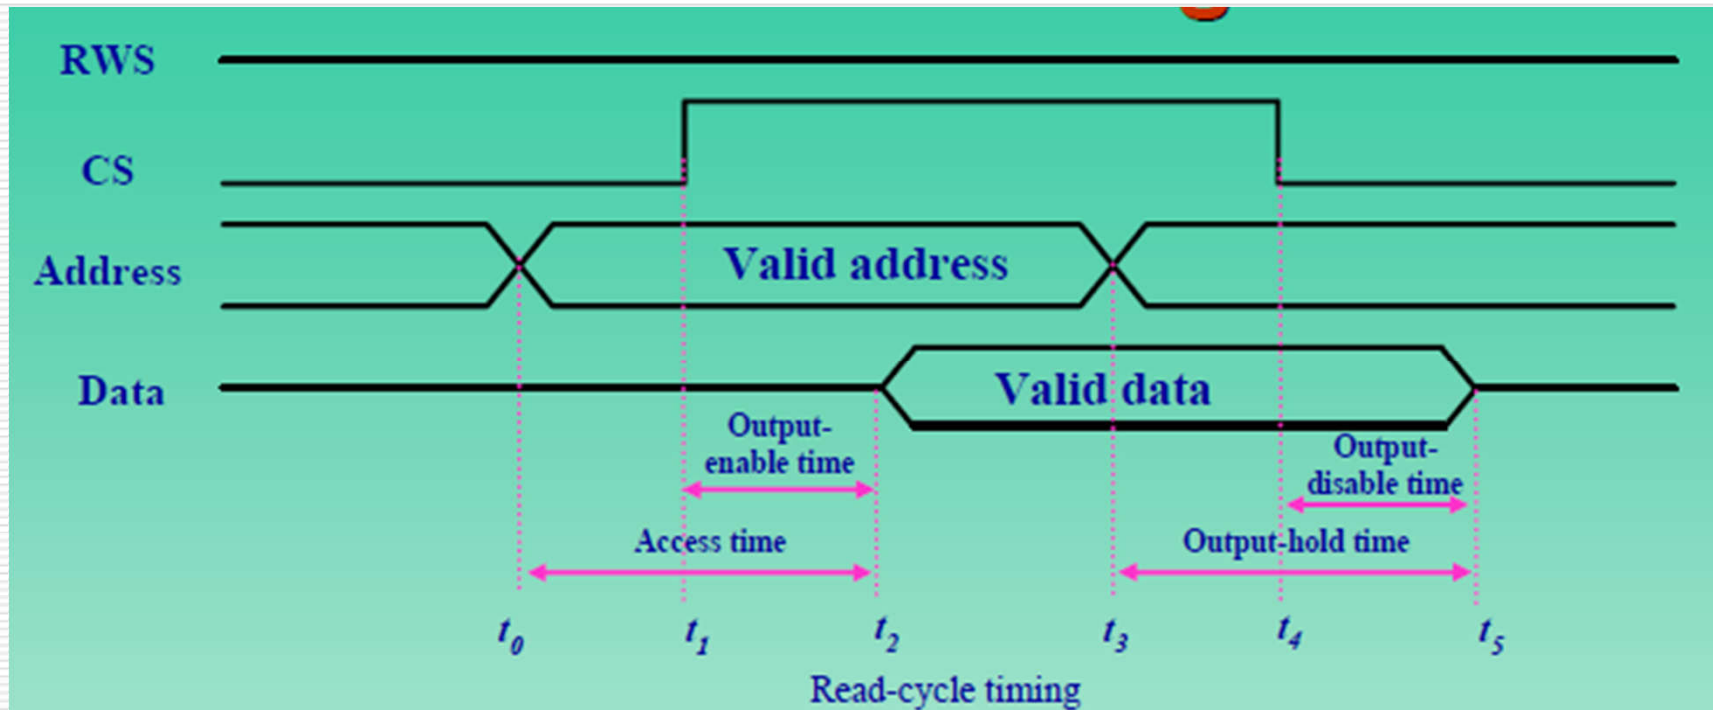 RWS
CS
Address
Valid address
Data
Valid data
Output-
enable time
Output-
disable time
Access time
Output-hold time
t0 t1 t2 t3 t4 t5
Read-cycle timing